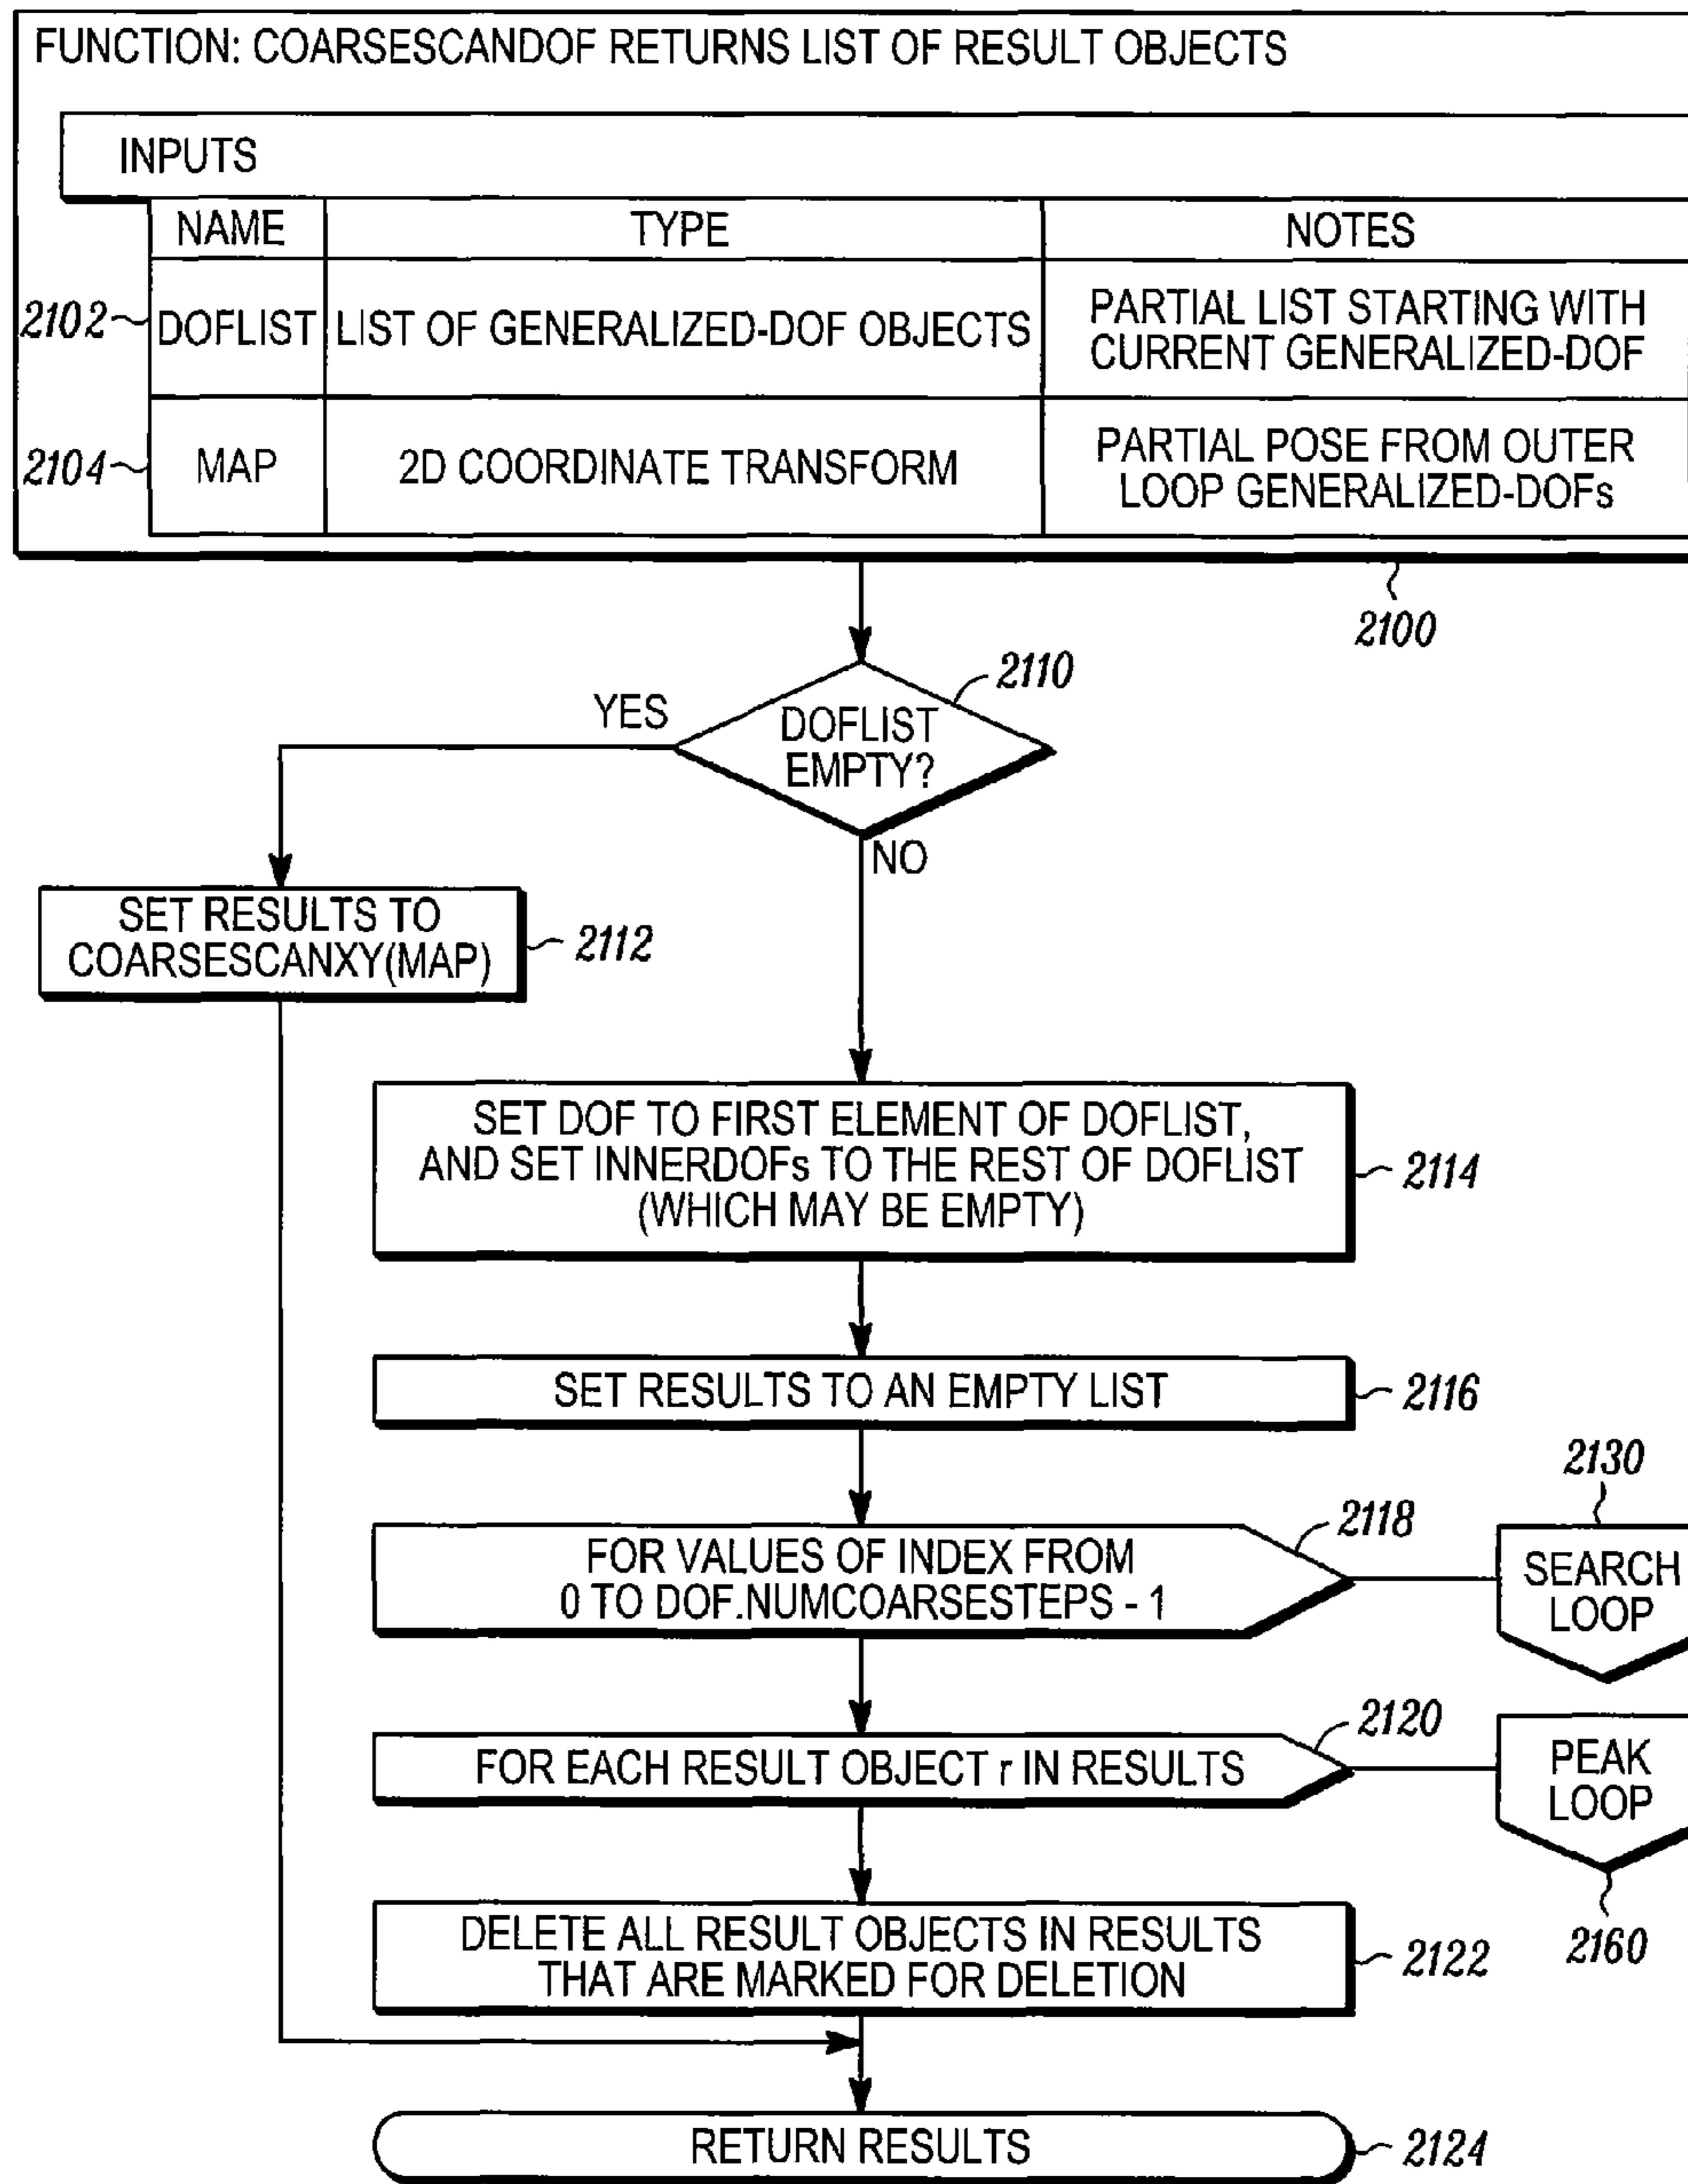 FUNCTION: COARSESCANDOF RETURNS LIST OF RESULT OBJECTS
INPUTS
NAME TYPE NOTES
2102 DOFLIST LIST OF GENERALIZED-DOF OBJECTS PARTIAL LIST STARTING WITH
CURRENT GENERALIZED-DOF
2104 MAP 2D COORDINATE TRANSFORM PARTIAL POSE FROM OUTER
LOOP GENERALIZED-DOFs
2100
2110
YES
DOFLIST
EMPTY?
NO
SET RESULTS TO
COARSESCANXY(MAP)
2112
SET DOF TO FIRST ELEMENT OF DOFLIST,
AND SET INNERDOFs TO THE REST OF DOFLIST
(WHICH MAY BE EMPTY)
2114
SET RESULTS TO AN EMPTY LIST
2116
2130
2118
FOR VALUES OF INDEX FROM
0 TO DOF.NUMCOARSESTEPS - 1
SEARCH
LOOP
2120
FOR EACH RESULT OBJECT r IN RESULTS
PEAK
LOOP
2160
DELETE ALL RESULT OBJECTS IN RESULTS
THAT ARE MARKED FOR DELETION
2122
RETURN RESULTS
2124